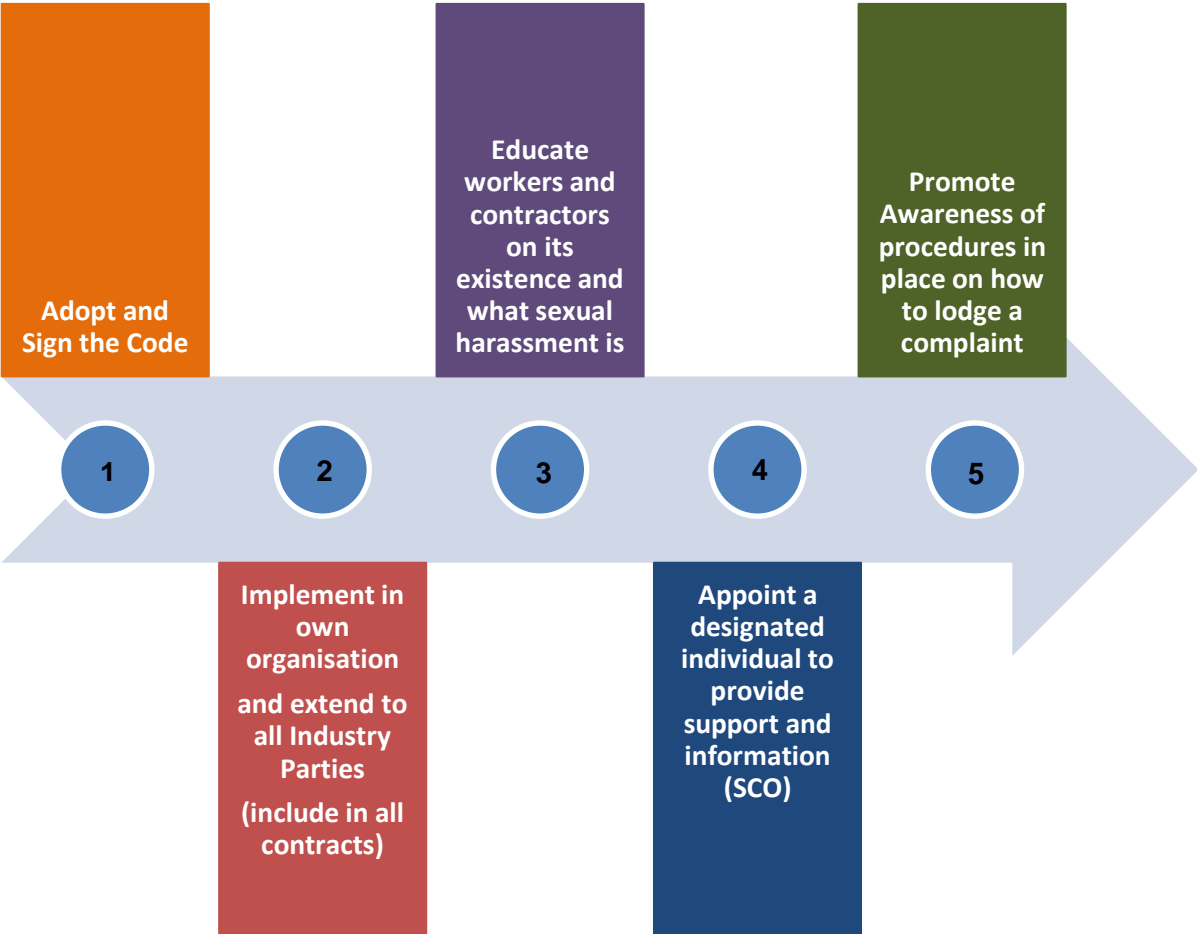 Adopt and
Sign the Code
1
Implement in
own
organisation
and extend to
all Industry
Parties
(include in all
contracts)
2
Educate
workers and
contractors
on its
existence and
what sexual
harassment is
3
Appoint a
designated
individual to
provide
support and
information
(SCO)
4
Promote
Awareness of
procedures in
place on how
to lodge a
complaint
5